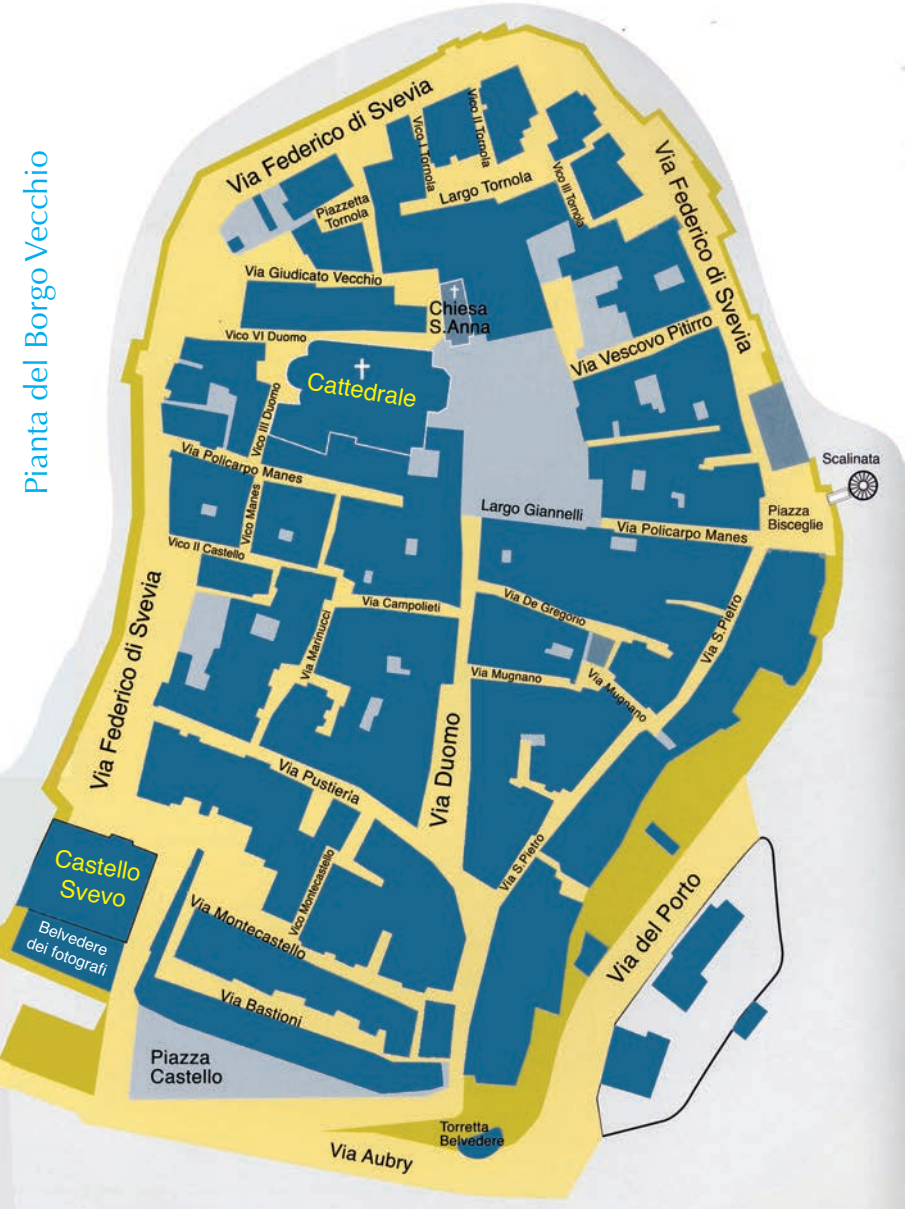 Pianta del Borgo Vecchio
Via Federico di Svevia
Vico I Tornola
Vico II Tornola
Largo Tornola
Vico III Tornola
Via Federico di Svevia
Piazzetta
Tornola
Via Giudicato Vecchio
Chiesa
S.Anna
Vico VI Duomo
Via Vescovo Pitirro
Cattedrale
Vico III Duomo
Via Policarpo Manes
Scalinata
Largo Giannelli
Piazza
Bisceglie
Via Policarpo Manes
Vico Manes
Vico II Castello
Via Federico di Svevia
Via Campolieti
Via De Gregorio
Via S.Pietro
Via Marinucci
Via Mugnano
Via Mugnano
Via Duomo
Via Pustierla
Castello
Svevo
Vico Montecastello
Via S.Pietro
Via del Porto
Via Montecastello
Belvedere
dei fotografi
Via Bastioni
Piazza
Castello
Torretta
Belvedere
Via Aubry